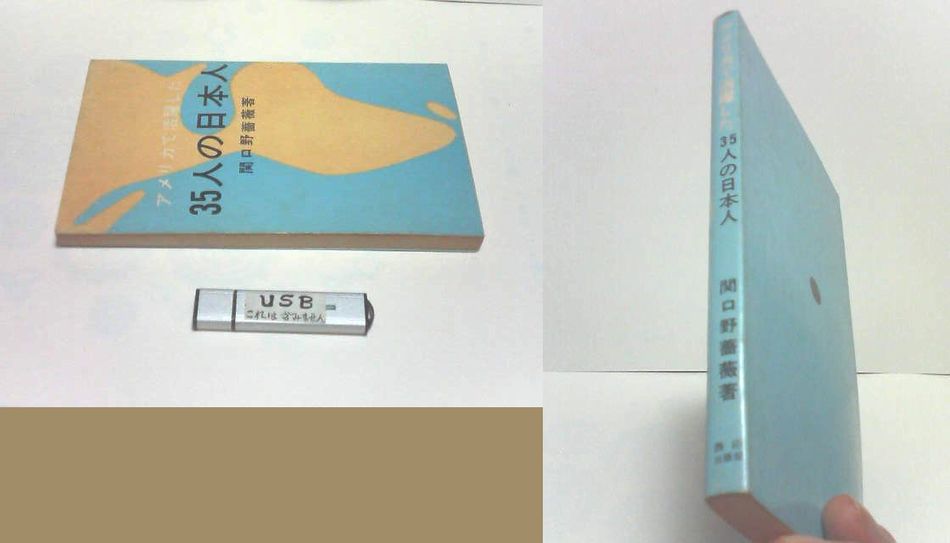 アメリカで活躍した
35人の日本人
関口野薔薇著
USB
35人の日本人
関口野薔薇著